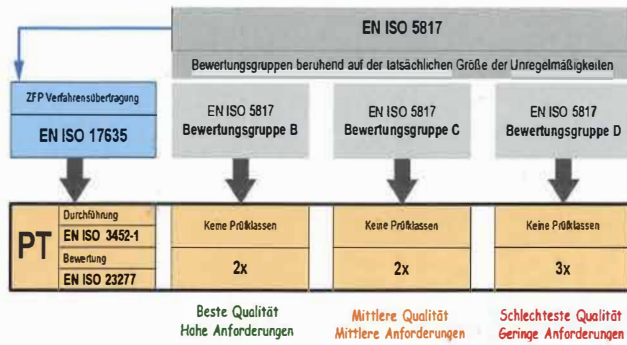 EN ISO 5817
Bewertungsgruppen beruhend auf der tatsächlichen Größe der Unregelmäßigkeiten
ZFP Verfahrensübertragung
EN ISO 17635
EN ISO 5817
Bewertungsgruppe B
EN ISO 5817
Bewertungsgruppe C
EN ISO 5817
Bewertungsgruppe D
PT
Durchführung
EN ISO 3452-1
Bewertung
EN ISO 23277
Keme Prüfklassen
2x
Keine Prüfklassen
2x
Keine Prüfklassen
3x
Beste Qualität
Hohe Anforderungen
Mittlere Qualität
Mittlere Anforderungen
Schlechteste Qualität
Geringe Anforderungen